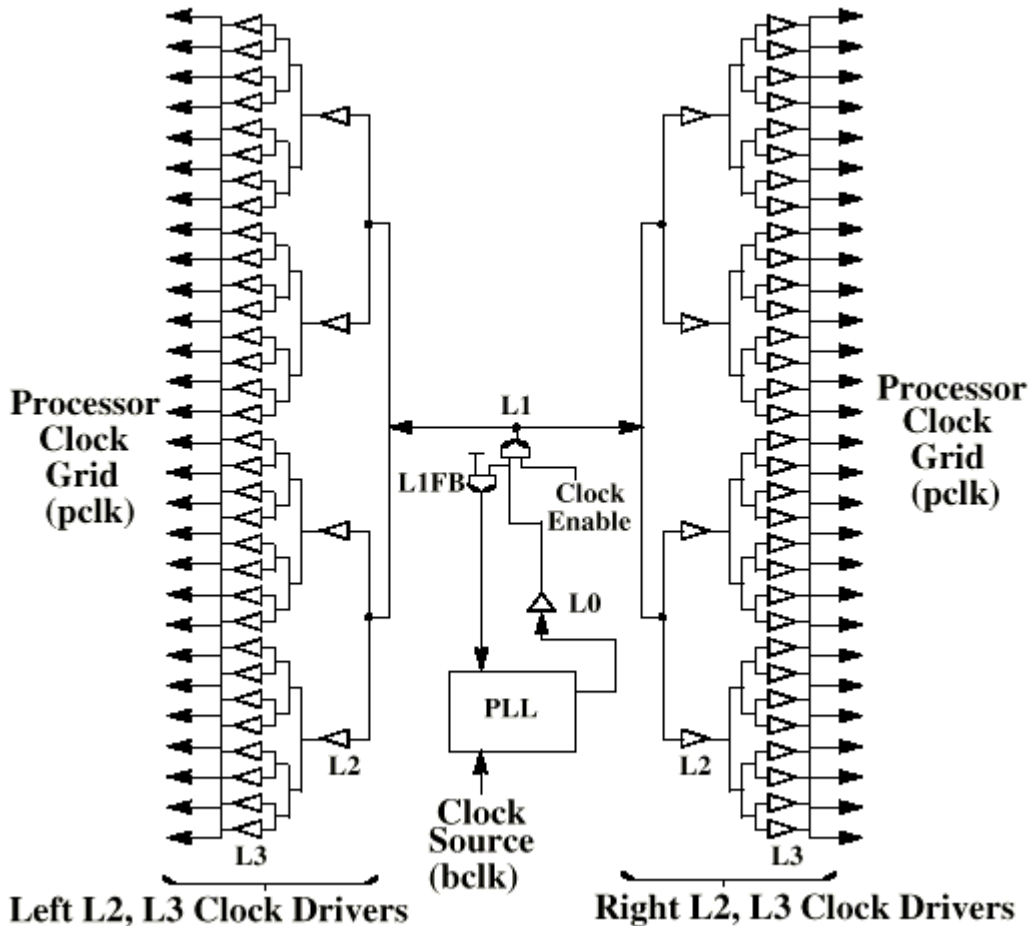 L1
Processor
Clock
Grid
(pclk)
Processor
Clock
Grid
(pclk)
L1FB
Clock
Enable
L0
PLL
L2
L2
Clock
Source
(bclk)
L3
L3
Left L2, L3 Clock Drivers
Right L2, L3 Clock Drivers